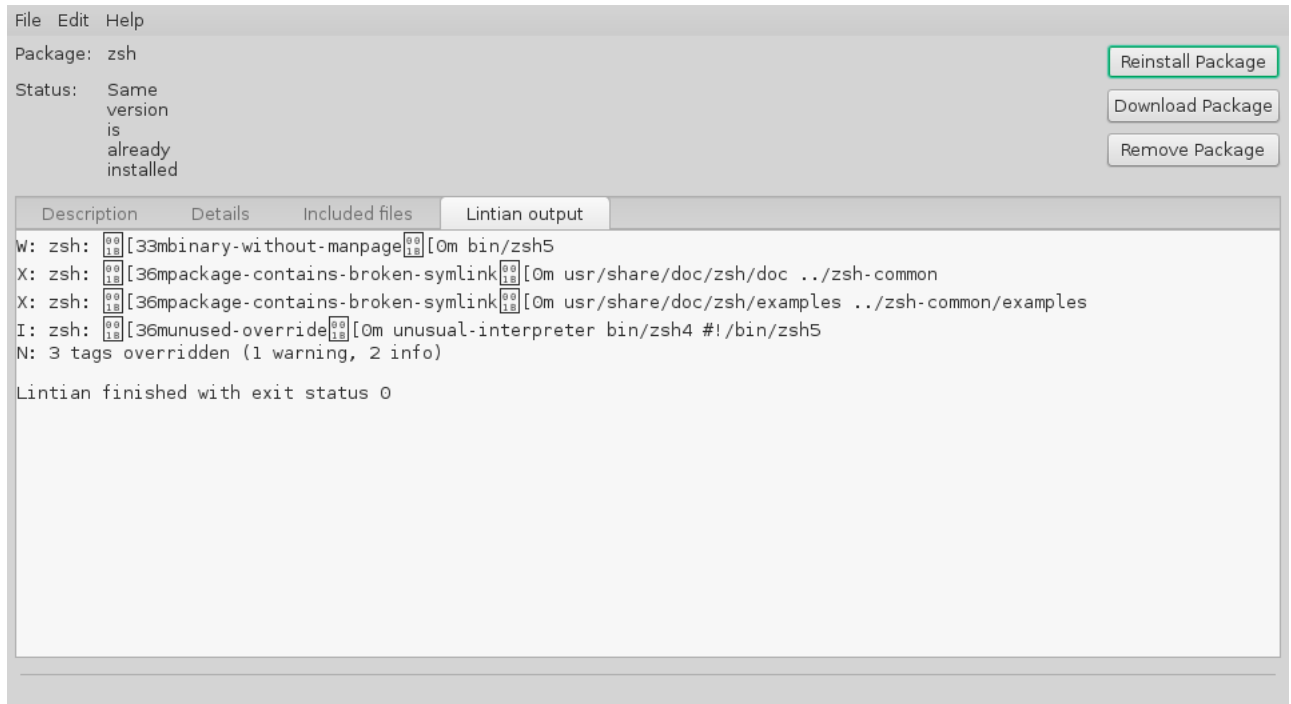 File Edit Help
Package: zsh
Reinstall Package
Status: Same
version
is
already
installed
Download Package
Remove Package
Description Details Included files Lintian output
W: zsh: [33mbinary-without-manpage[0m bin/zsh5
X: zsh: [36mpackage-contains-broken-symlink[0m usr/share/doc/zsh/doc ../zsh-common
X: zsh: [36mpackage-contains-broken-symlink[0m usr/share/doc/zsh/examples ../zsh-common/examples
I: zsh: [36munused-override[0m unusual-interpreter bin/zsh4 #!/bin/zsh5
N: 3 tags overridden (1 warning, 2 info)
Lintian finished with exit status 0